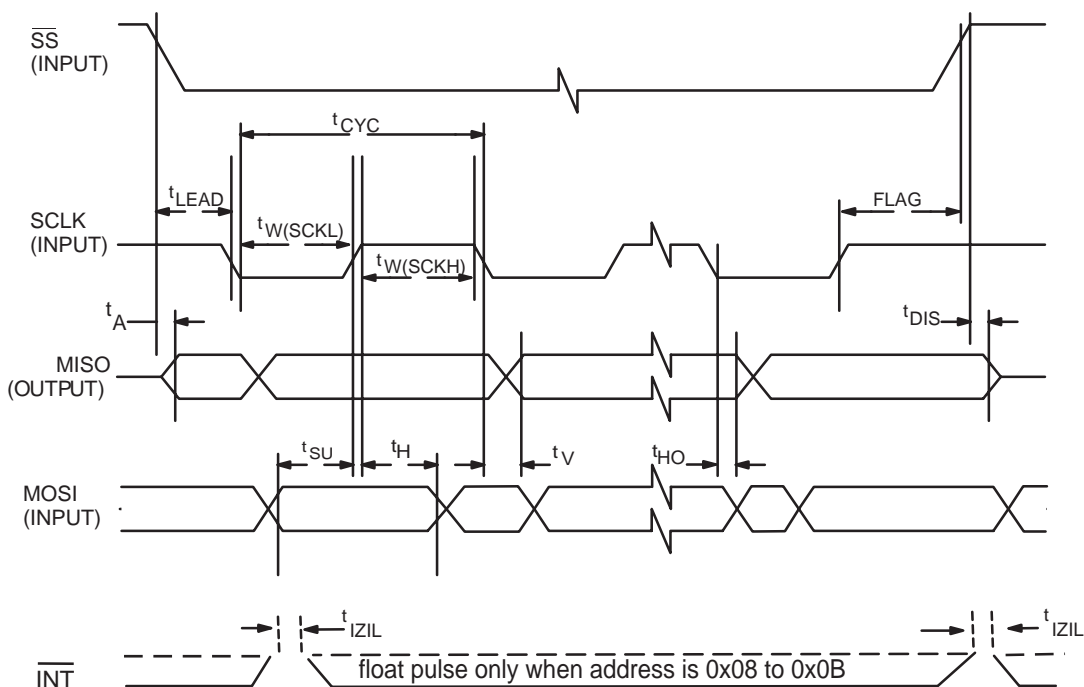 SS
(INPUT)
tCYC
tLEAD
FLAG
SCLK
(INPUT)
tW(SCKL)
tW(SCKH)
tA
tDIS
MISO
(OUTPUT)
tSU
tH
tV
tHO
MOSI
(INPUT)
tIZIL
tIZIL
INT
float pulse only when address is 0x08 to 0x0B